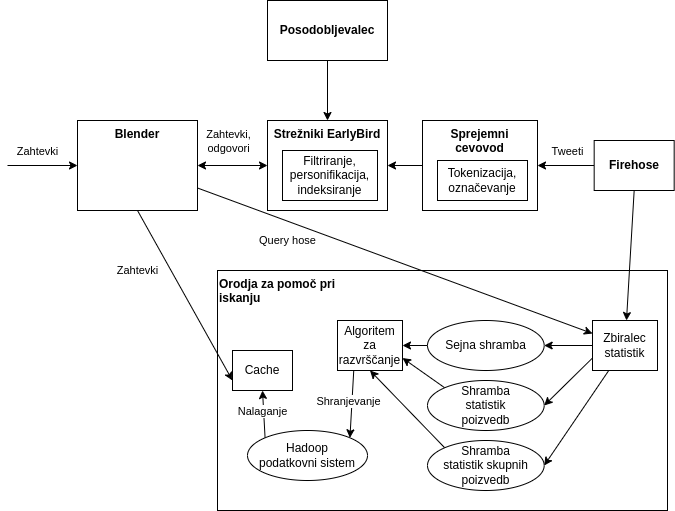 Posodobljevalec
Zahtevki
Blender
Zahtevki,
odgovori
Strežniki EarlyBird
Filtriranje,
personifikacija,
indeksiranje
Sprejemni
cevovod
Tokenizacija,
označevanje
Tweeti
Firehose
Query hose
Zahtevki
Orodja za pomoč pri
iskanju
Cache
Nalaganje
Hadoop
podatkovni sistem
Shranjevanje
Algoritem
za
razvrščanje
Sejna shramba
Shramba
statistik
poizvedb
Shramba
statistik skupnih
poizvedb
Zbiralec
statistik